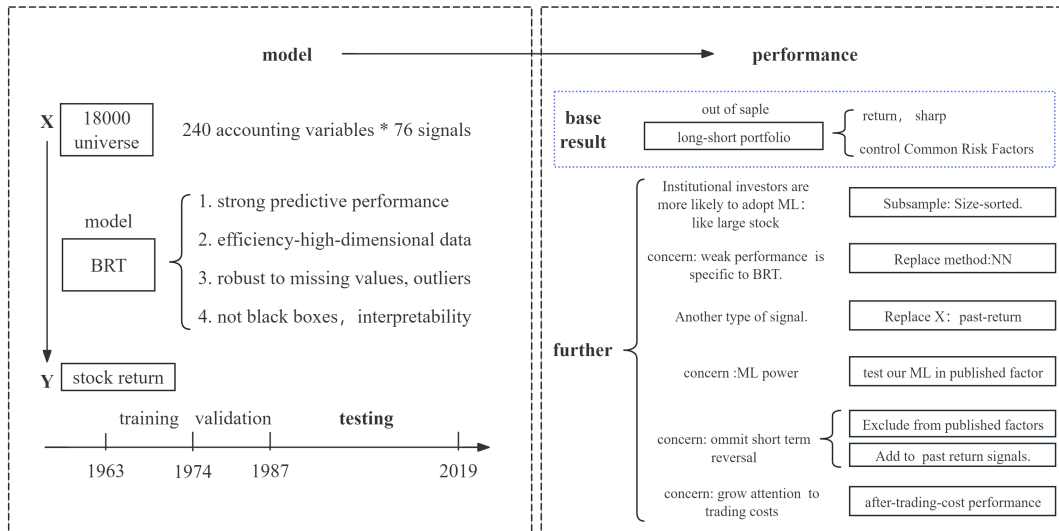 model
performance
X
18000
universe
240 accounting variables * 76 signals
model
BRT
1. strong predictive performance
2. efficiency-high-dimensional data
3. robust to missing values, outliers
4. not black boxes，interpretability
Y
stock return
training
validation
testing
1963
1974
1987
2019
base
result
out of saple
long-short portfolio
return， sharp
control Common Risk Factors
further
Institutional investors are
more likely to adopt ML：
like large stock
Subsample: Size-sorted.
concern: weak performance is
specific to BRT.
Replace method:NN
Another type of signal.
Replace X：past-return
concern :ML power
test our ML in published factor
concern: ommit short term
reversal
Exclude from published factors
Add to past return signals.
concern: grow attention to
trading costs
after-trading-cost performance